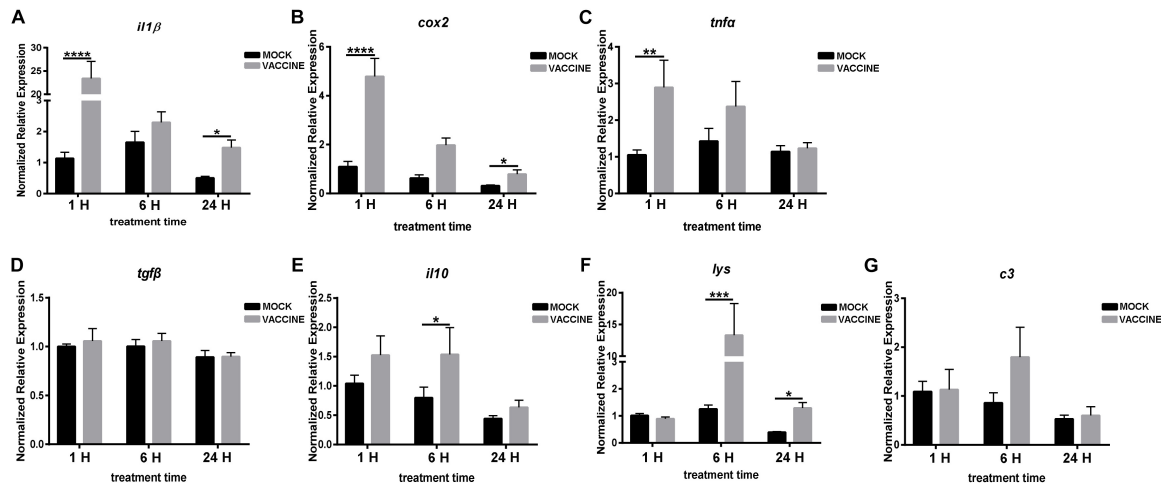 A
il1β
Normalized Relative Expression
30
25
20
3
2
1
0
****
*
MOCK
VACCINE
1 H
6 H
24 H
treatment time
B
cox2
Normalized Relative Expression
6
4
2
0
****
*
MOCK
VACCINE
1 H
6 H
24 H
treatment time
C
tnfα
Normalized Relative Expression
4
3
2
1
0
**
MOCK
VACCINE
1 H
6 H
24 H
treatment time
D
tgfβ
Normalized Relative Expression
1.5
1.0
0.5
0.0
MOCK
VACCINE
1 H
6 H
24 H
treatment time
E
il10
Normalized Relative Expression
2.5
2.0
1.5
1.0
0.5
0.0
*
MOCK
VACCINE
1 H
6 H
24 H
treatment time
F
lys
Normalized Relative Expression
20
15
10
3
2
1
0
***
*
MOCK
VACCINE
1 H
6 H
24 H
treatment time
G
c3
Normalized Relative Expression
3
2
1
0
MOCK
VACCINE
1 H
6 H
24 H
treatment time